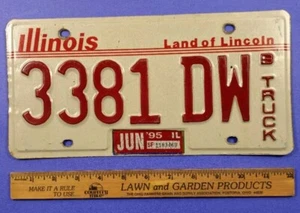 Illinois Land of Lincoln
3381 DW B TRUCK
JUN '95 IL
MAKE IT A RULE TO USE LAWN and GARDEN PRODUCTS